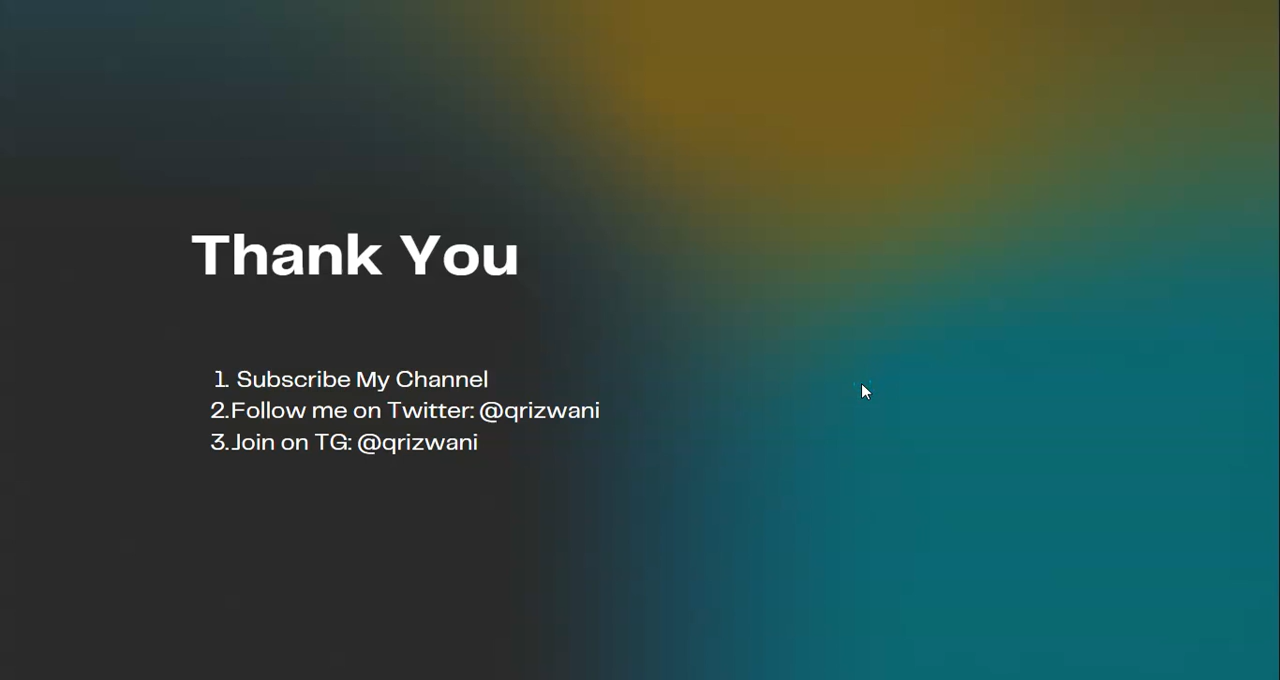 Thank You
1. Subscribe My Channel
2.Follow me on Twitter: @qrizwani
3.Join on TG: @qrizwani